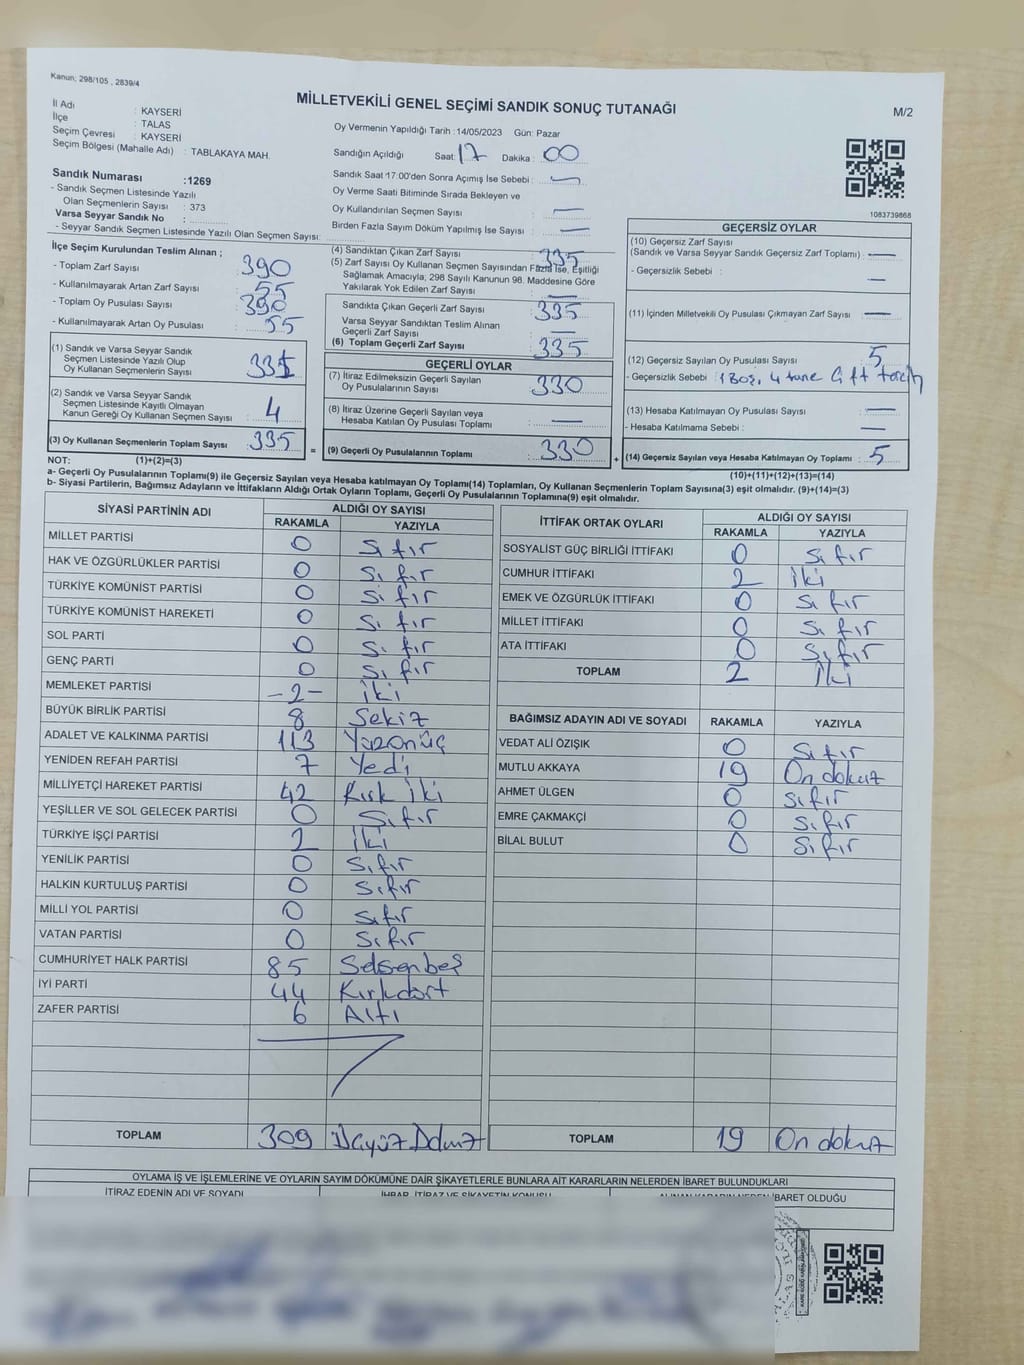 Kanun; 298/105 , 2839/4
MİLLETVEKİLİ GENEL SEÇİMİ SANDIK SONUÇ TUTANAĞI
M/2
İl Adı : KAYSERİ
İlçe : TALAS
Seçim Çevresi : KAYSERİ
Seçim Bölgesi (Mahalle Adı) : TABLAKAYA MAH.
Sandık Numarası :1269
- Sandık Seçmen Listesinde Yazılı
Olan Seçmenlerin Sayısı : 373
Varsa Seyyar Sandık No :
- Seyyar Sandık Seçmen Listesinde Yazılı Olan Seçmen Sayısı:
Oy Vermenin Yapıldığı Tarih :14/05/2023 Gün: Pazar
Sandığın Açıldığı Saat: 17 Dakika : 00
Sandık Saat 17:00'den Sonra Açımış İse Sebebi :
Oy Verme Saati Bitiminde Sırada Bekleyen ve
Oy Kullandırılan Seçmen Sayısı : —
Birden Fazla Sayım Döküm Yapılmış İse Sayısı : —
1083739868
İlçe Seçim Kurulundan Teslim Alınan ;
- Toplam Zarf Sayısı : 390
- Kullanılmayarak Artan Zarf Sayısı : 55
- Toplam Oy Pusulası Sayısı : 390
- Kullanılmayarak Artan Oy Pusulası : 55
(1) Sandık ve Varsa Seyyar Sandık
Seçmen Listesinde Yazılı Olup
Oy Kullanan Seçmenlerin Sayısı
(2) Sandık ve Varsa Seyyar Sandık
Seçmen Listesinde Kayıtlı Olmayan
Kanun Gereği Oy Kullanan Seçmen Sayısı : 4
(3) Oy Kullanan Seçmenlerin Toplam Sayısı : 335 =
(4) Sandıktan Çıkan Zarf Sayısı : 335
(5) Zarf Sayısı Oy Kullanan Seçmen Sayısından Fazla İse, Eşitliği
Sağlamak Amacıyla, 298 Sayılı Kanunun 98. Maddesine Göre
Yakılarak Yok Edilen Zarf Sayısı : —
Sandıkta Çıkan Geçerli Zarf Sayısı : 335
Varsa Seyyar Sandıktan Teslim Alınan
Geçerli Zarf Sayısı : —
(6) Toplam Geçerli Zarf Sayısı : 335
GEÇERLİ OYLAR
(7) İtiraz Edilmeksizin Geçerli Sayılan
Oy Pusulalarının Sayısı : 330
(8) İtiraz Üzerine Geçerli Sayılan veya
Hesaba Katılan Oy Pusulası Toplamı : —
(9) Geçerli Oy Pusulalarının Toplamı : 330 +
GEÇERSİZ OYLAR
(10) Geçersiz Zarf Sayısı
(Sandık ve Varsa Seyyar Sandık Geçersiz Zarf Toplamı) : —
- Geçersizlik Sebebi : —
(11) İçinden Milletvekili Oy Pusulası Çıkmayan Zarf Sayısı : —
(12) Geçersiz Sayılan Oy Pusulası Sayısı : 5
- Geçersizlik Sebebi : 1 Boş, 4 tane Çift tercih
(13) Hesaba Katılmayan Oy Pusulası Sayısı : —
- Hesaba Katılmama Sebebi : —
(14) Geçersiz Sayılan veya Hesaba Katılmayan Oy Toplamı : 5
NOT: (1)+(2)=(3)
(10)+(11)+(12)+(13)=(14)
a- Geçerli Oy Pusulalarının Toplamı(9) ile Geçersiz Sayılan veya Hesaba katılmayan Oy Toplamı(14) Toplamları, Oy Kullanan Seçmenlerin Toplam Sayısına(3) eşit olmalıdır. (9)+(14)=(3)
b- Siyasi Partilerin, Bağımsız Adayların ve İttifakların Aldığı Ortak Oyların Toplamı, Geçerli Oy Pusulalarının Toplamına(9) eşit olmalıdır.
SİYASİ PARTİNİN ADI ALDIĞI OY SAYISI
RAKAMLA YAZIYLA
MİLLET PARTİSİ 0 Sıfır
HAK VE ÖZGÜRLÜKLER PARTİSİ 0 Sıfır
TÜRKİYE KOMÜNİST PARTİSİ 0 Sıfır
TÜRKİYE KOMÜNİST HAREKETİ 0 Sıfır
SOL PARTİ 0 Sıfır
GENÇ PARTİ 0 Sıfır
MEMLEKET PARTİSİ -2- İki
BÜYÜK BİRLİK PARTİSİ 8 Sekiz
ADALET VE KALKINMA PARTİSİ 113 Yüzonüç
YENİDEN REFAH PARTİSİ 7 Yedi
MİLLİYETÇİ HAREKET PARTİSİ 42 Kırk iki
YEŞİLLER VE SOL GELECEK PARTİSİ 0 Sıfır
TÜRKİYE İŞÇİ PARTİSİ 2 İki
YENİLİK PARTİSİ 0 Sıfır
HALKIN KURTULUŞ PARTİSİ 0 Sıfır
MİLLİ YOL PARTİSİ 0 Sıfır
VATAN PARTİSİ 0 Sıfır
CUMHURİYET HALK PARTİSİ 85 Seksenbeş
İYİ PARTİ 44 Kırkdört
ZAFER PARTİSİ 6 Altı
TOPLAM 309 Üçyüz Dokuz
İTTİFAK ORTAK OYLARI ALDIĞI OY SAYISI
RAKAMLA YAZIYLA
SOSYALIST GÜÇ BİRLİĞİ İTTİFAKI 0 Sıfır
CUMHUR İTTİFAKI 2 İki
EMEK VE ÖZGÜRLÜK İTTİFAKI 0 Sıfır
MİLLET İTTİFAKI 0 Sıfır
ATA İTTİFAKI 0 Sıfır
TOPLAM 2 İki
BAĞIMSIZ ADAYIN ADI VE SOYADI RAKAMLA YAZIYLA
VEDAT ALİ ÖZIŞIK 0 Sıfır
MUTLU AKKAYA 19 On dokuz
AHMET ÜLGEN 0 Sıfır
EMRE ÇAKMAKÇİ 0 Sıfır
BİLAL BULUT 0 Sıfır
TOPLAM 19 On dokuz
OYLAMA İŞ VE İŞLEMLERİNE VE OYLARIN SAYIM DÖKÜMÜNE DAİR ŞİKAYETLERLE BUNLARA AİT KARARLARIN NELERDEN İBARET BULUNDUKLARI
İTİRAZ EDENİN ADI VE SOYADI İHBAR, İTİRAZ VE ŞİKAYETİN KONUSU ALINAN KARARIN NEDEN İBARET OLDUĞU